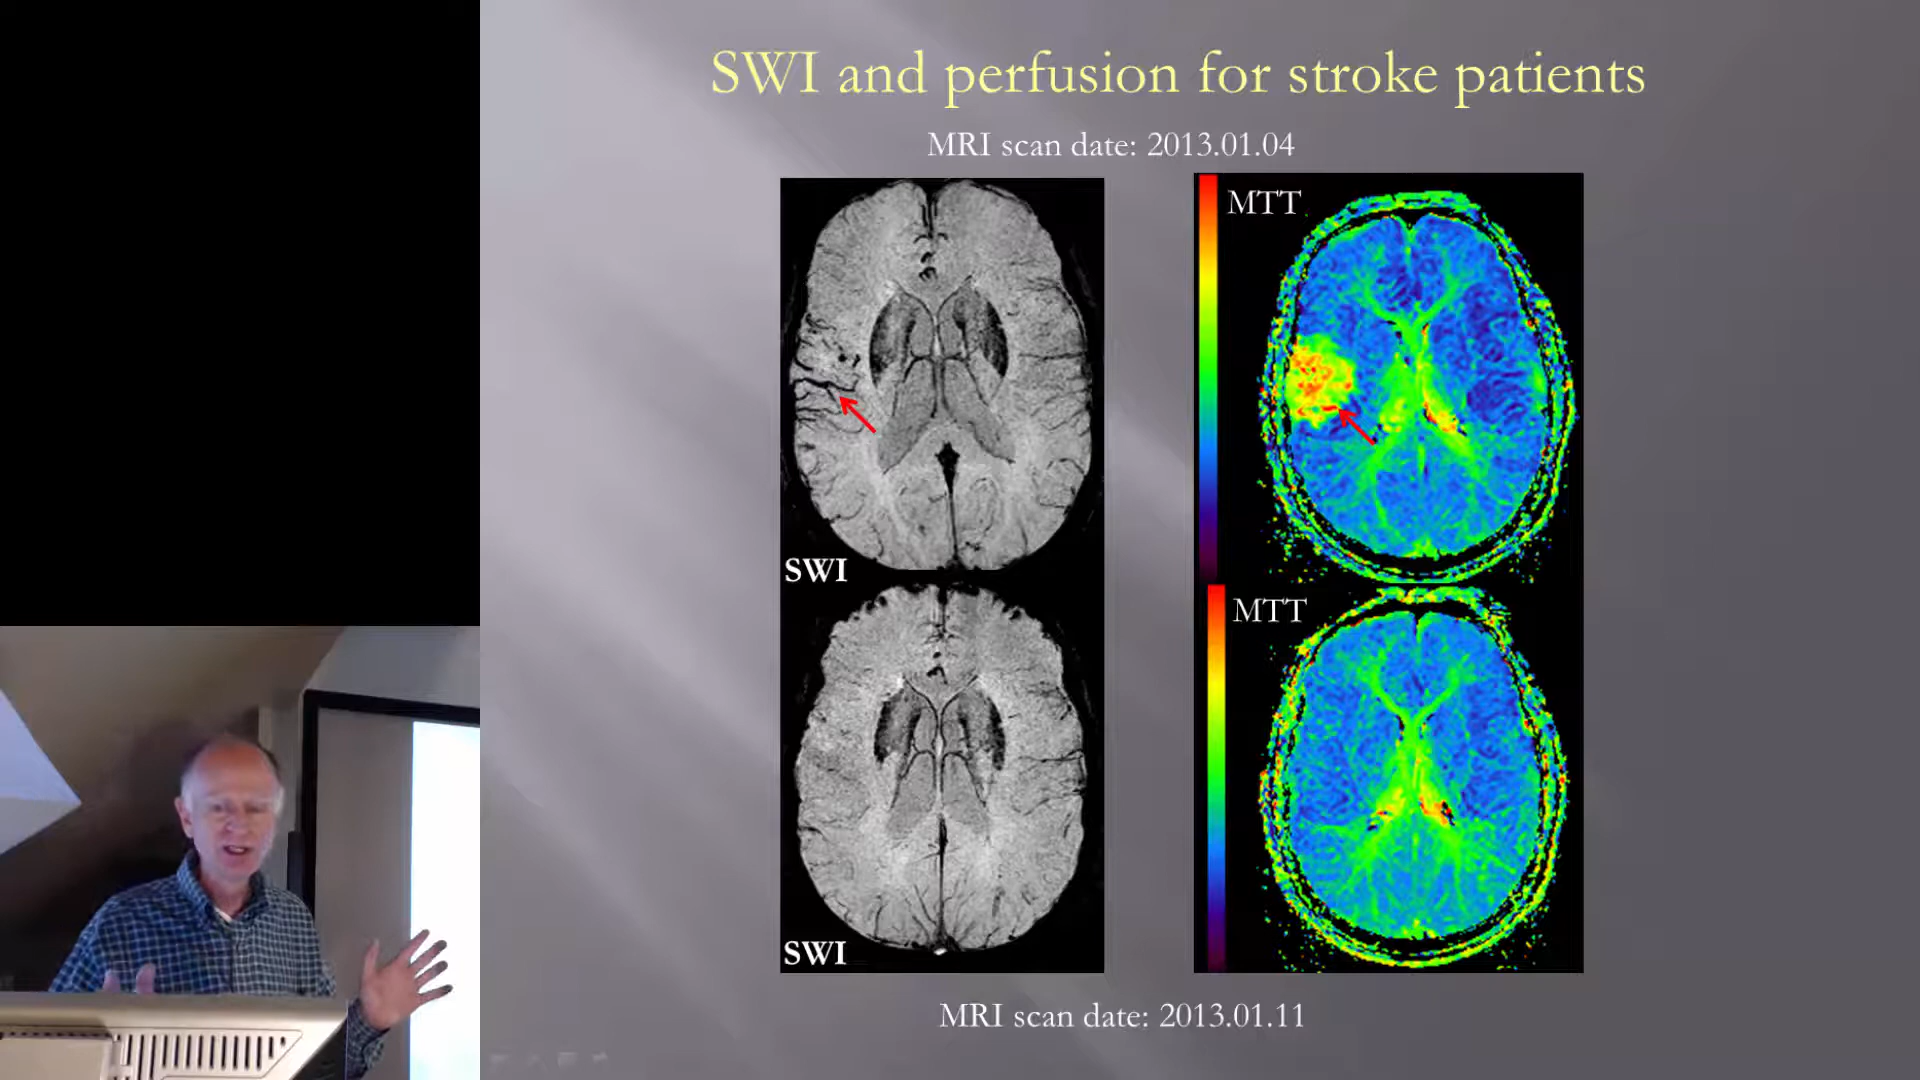 SWI and perfusion for stroke patients
MRI scan date: 2013.01.04
MTT
SWI
MTT
SWI
MRI scan date: 2013.01.11